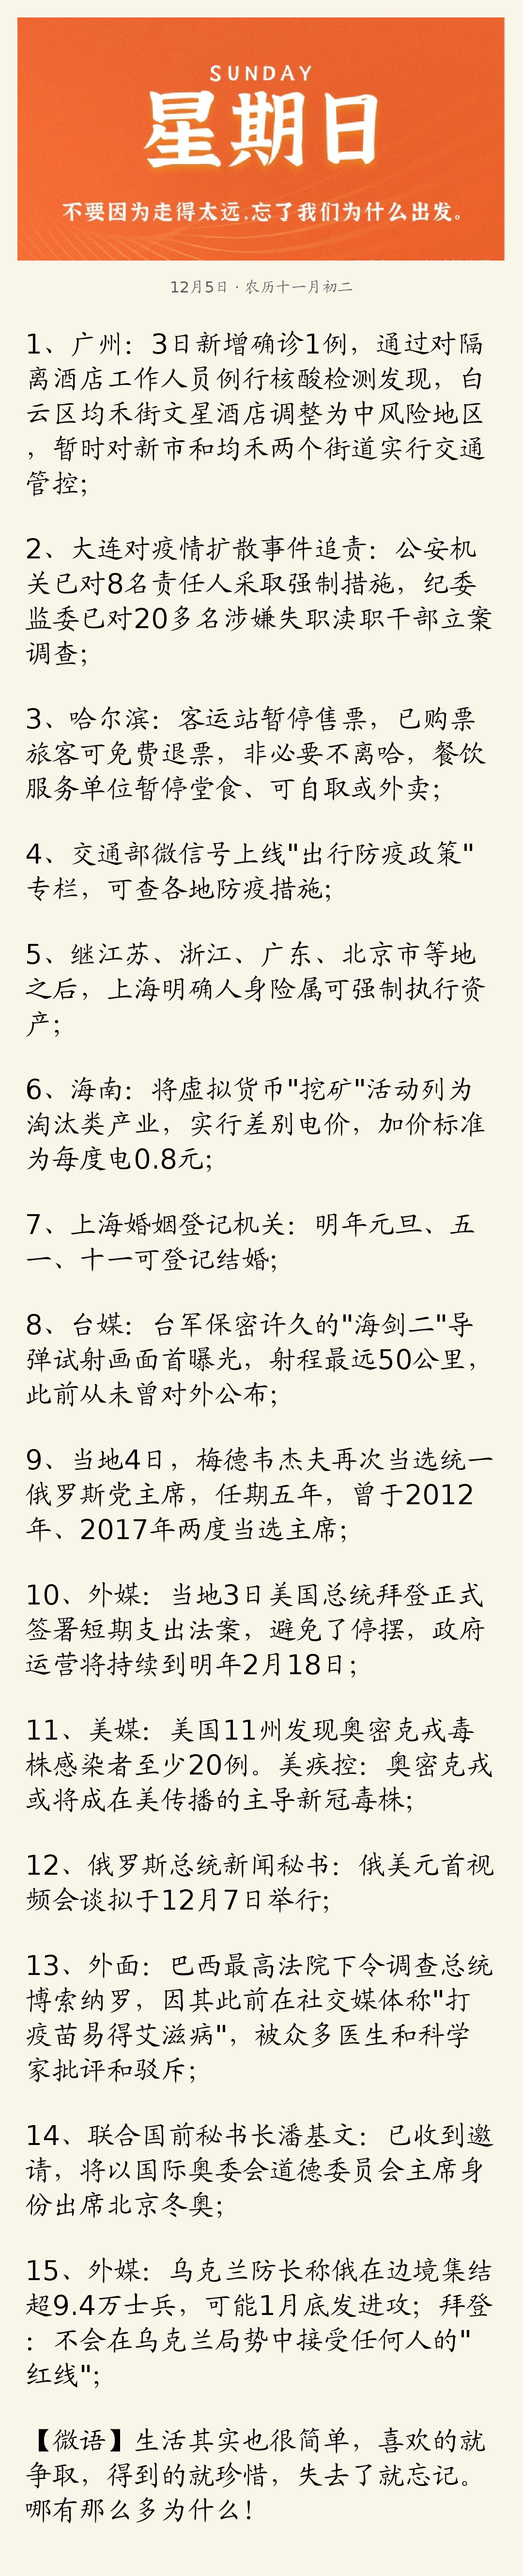 SUNDAY
星期日
不要因为走得太远,忘了我们为什么出发。
12月5日·农历十一月初二
1、广州：3日新增确诊1例，通过对隔
离酒店工作人员例行核酸检测发现，白
云区均禾街文星酒店调整为中风险地区
，暂时对新市和均禾两个街道实行交通
管控；
2、大连对疫情扩散事件追责：公安机
关已对8名责任人采取强制措施，纪委
监委已对20多名涉嫌失职渎职干部立案
调查；
3、哈尔滨：客运站暂停售票，已购票
旅客可免费退票，非必要不离哈，餐饮
服务单位暂停堂食、可自取或外卖；
4、交通部微信号上线"出行防疫政策"
专栏，可查各地防疫措施；
5、继江苏、浙江、广东、北京市等地
之后，上海明确人身险属可强制执行资
产；
6、海南：将虚拟货币"挖矿"活动列为
淘汰类产业，实行差别电价，加价标准
为每度电0.8元；
7、上海婚姻登记机关：明年元旦、五
一、十一可登记结婚；
8、台媒：台军保密许久的"海剑二"导
弹试射画面首曝光，射程最远50公里，
此前从未曾对外公布；
9、当地4日，梅德韦杰夫再次当选统一
俄罗斯党主席，任期五年，曾于2012
年、2017年两度当选主席；
10、外媒：当地3日美国总统拜登正式
签署短期支出法案，避免了停摆，政府
运营将持续到明年2月18日；
11、美媒：美国11州发现奥密克戎毒
株感染者至少20例。美疾控：奥密克戎
或将成在美传播的主导新冠毒株；
12、俄罗斯总统新闻秘书：俄美元首视
频会谈拟于12月7日举行；
13、外面：巴西最高法院下令调查总统
博索纳罗，因其此前在社交媒体称"打
疫苗易得艾滋病"，被众多医生和科学
家批评和驳斥；
14、联合国前秘书长潘基文：已收到邀
请，将以国际奥委会道德委员会主席身
份出席北京冬奥；
15、外媒：乌克兰防长称俄在边境集结
超9.4万士兵，可能1月底发进攻；拜登
：不会在乌克兰局势中接受任何人的"
红线"；
【微语】生活其实也很简单，喜欢的就
争取，得到的就珍惜，失去了就忘记。
哪有那么多为什么！